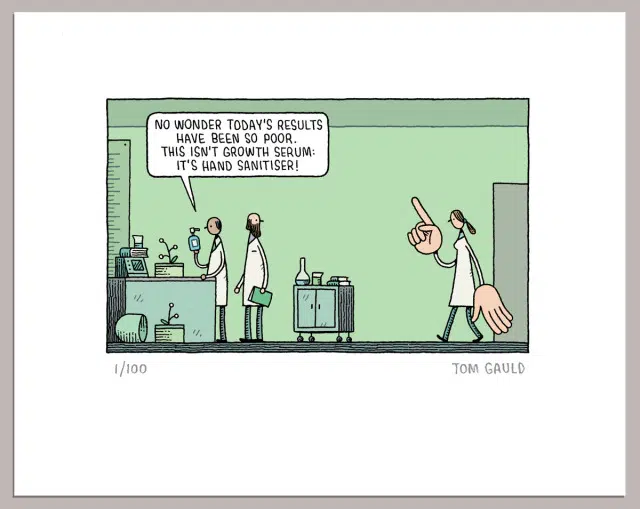 NO WONDER TODAY'S RESULTS
HAVE BEEN SO POOR.
THIS ISN'T GROWTH SERUM:
IT'S HAND SANITISER!
1/100
TOM GAULD